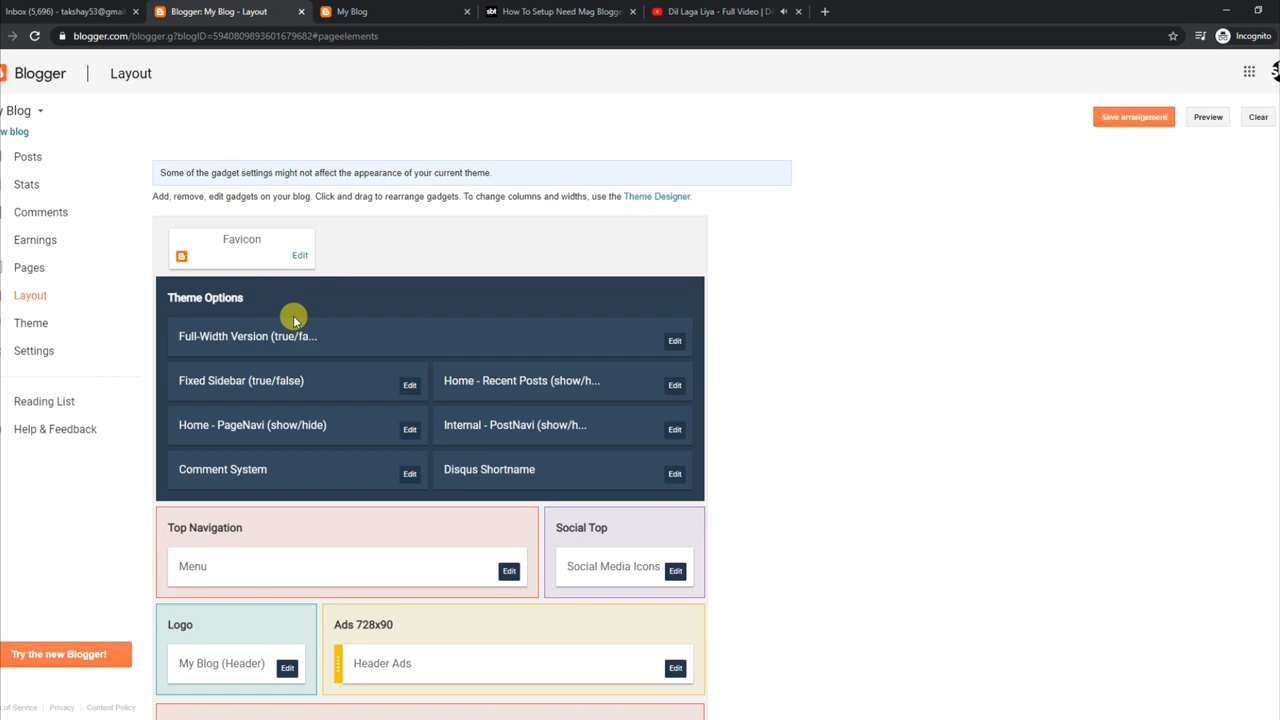 Inbox (5,696) - takshay53@gmail
Blogger: My Blog - Layout
My Blog
sbt
How To Setup Need Mag Blogge
Dil Laga Liya - Full Video | Di
blogger.com/blogger.g?blogID=5940809893601679682#pageelements
Incognito
Blogger
Layout
y Blog
w blog
Save arrangement
Preview
Clear
Posts
Stats
Comments
Earnings
Pages
Layout
Theme
Settings
Reading List
Help & Feedback
Try the new Blogger!
of Service
Privacy
Content Policy
Some of the gadget settings might not affect the appearance of your current theme.
Add, remove, edit gadgets on your blog. Click and drag to rearrange gadgets. To change columns and widths, use the Theme Designer.
Favicon
Edit
Theme Options
Full-Width Version (true/fa...
Edit
Fixed Sidebar (true/false)
Edit
Home - Recent Posts (show/h...
Edit
Home - PageNavi (show/hide)
Edit
Internal - PostNavi (show/h...
Edit
Comment System
Edit
Disqus Shortname
Edit
Top Navigation
Menu
Edit
Social Top
Social Media Icons
Edit
Logo
My Blog (Header)
Edit
Ads 728x90
Header Ads
Edit